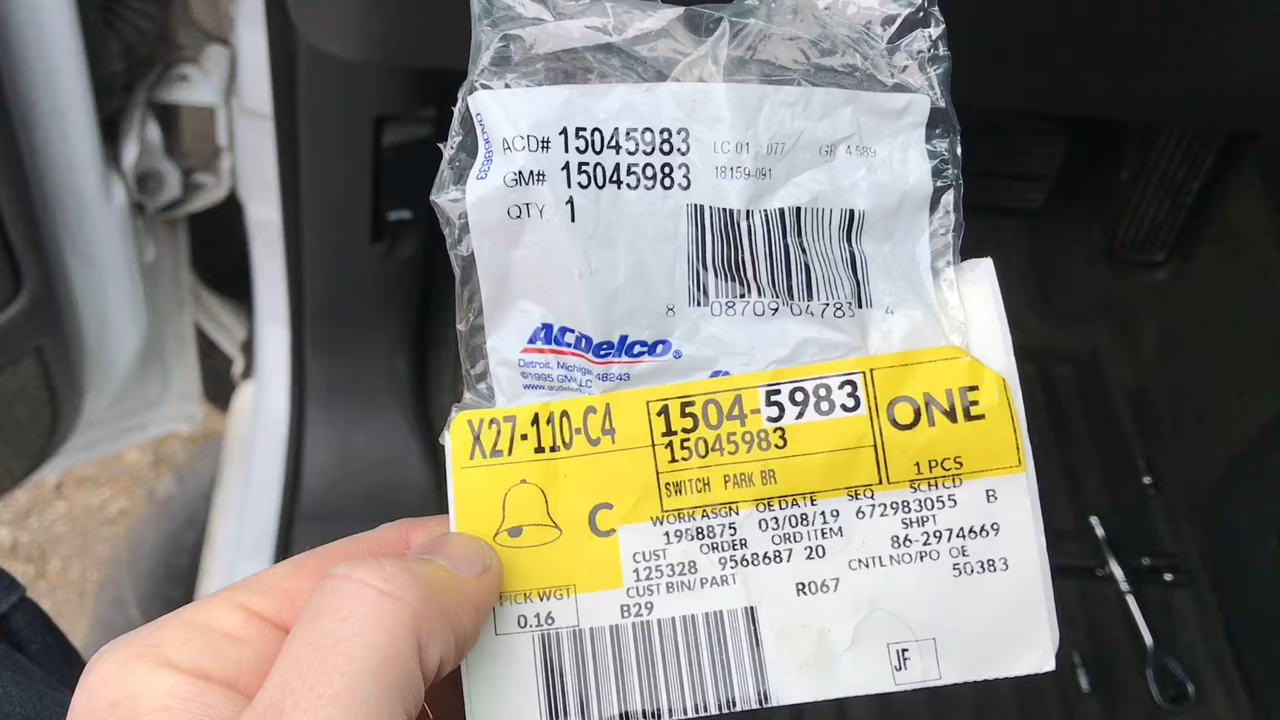 ACD# 15045983 LC 01 077 GR 4589
GM# 15045983 18159-091
QTY 1
8 08709 04783 4
ACDelco®
Detroit, Michigan 48243
©1995 GM LLC
X27-110-C4
1504-5983
15045983
SWITCH PARK BR
ONE
1 PCS
C
WORK ASGN OE DATE SEQ SCH CD
1988875 03/08/19 672983055 B
CUST ORDER ORD ITEM SHPT
125328 9568687 20 86-2974669
CUST BIN/PART CNTL NO/PO OE
B29 R067 50383
PICK WGT
0.16
JF